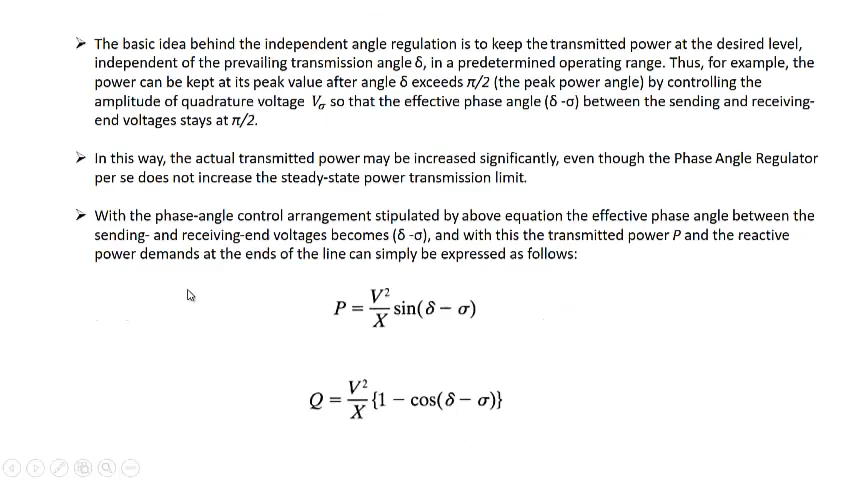 ➢ The basic idea behind the independent angle regulation is to keep the transmitted power at the desired level,
independent of the prevailing transmission angle δ, in a predetermined operating range. Thus, for example, the
power can be kept at its peak value after angle δ exceeds π/2 (the peak power angle) by controlling the
amplitude of quadrature voltage Vσ so that the effective phase angle (δ -σ) between the sending and receiving-
end voltages stays at π/2.
➢ In this way, the actual transmitted power may be increased significantly, even though the Phase Angle Regulator
per se does not increase the steady-state power transmission limit.
➢ With the phase-angle control arrangement stipulated by above equation the effective phase angle between the
sending- and receiving-end voltages becomes (δ -σ), and with this the transmitted power P and the reactive
power demands at the ends of the line can simply be expressed as follows:
P = V²/X sin(δ − σ)
Q = V²/X {1 − cos(δ − σ)}